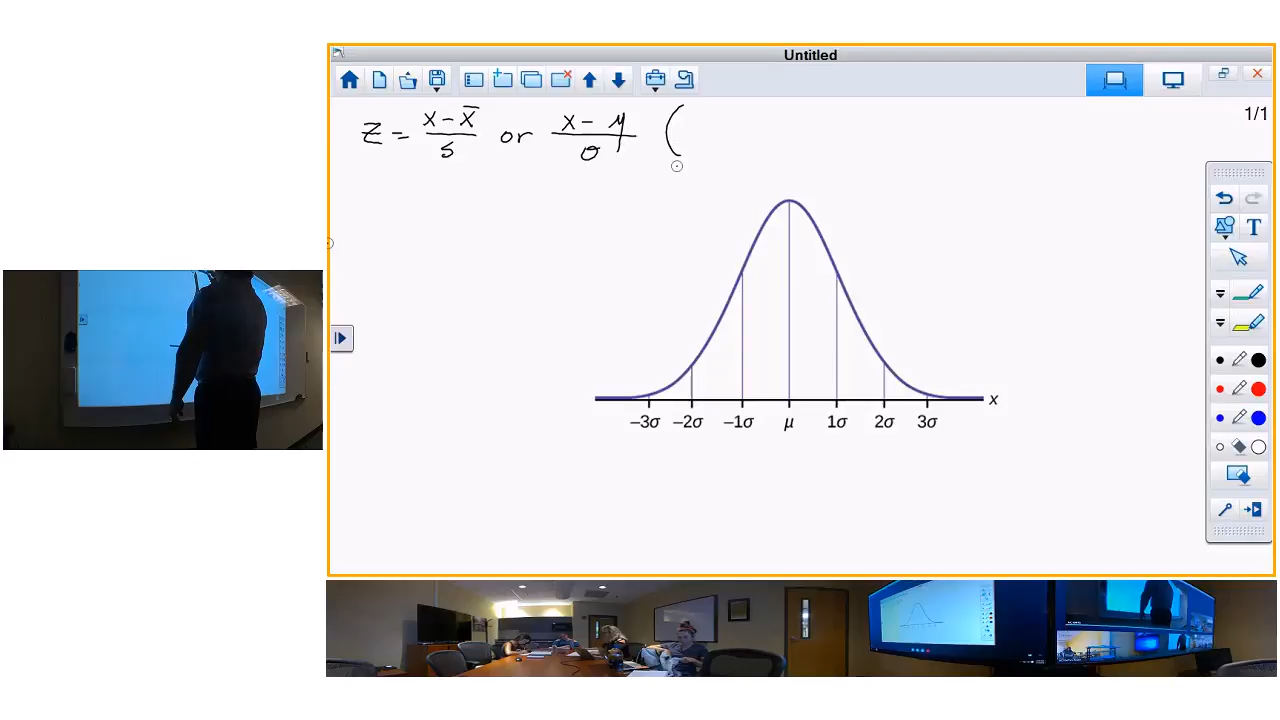 Untitled
1/1
z = x - x̄ / s or x - μ / σ (
T
x
–3σ –2σ –1σ μ 1σ 2σ 3σ